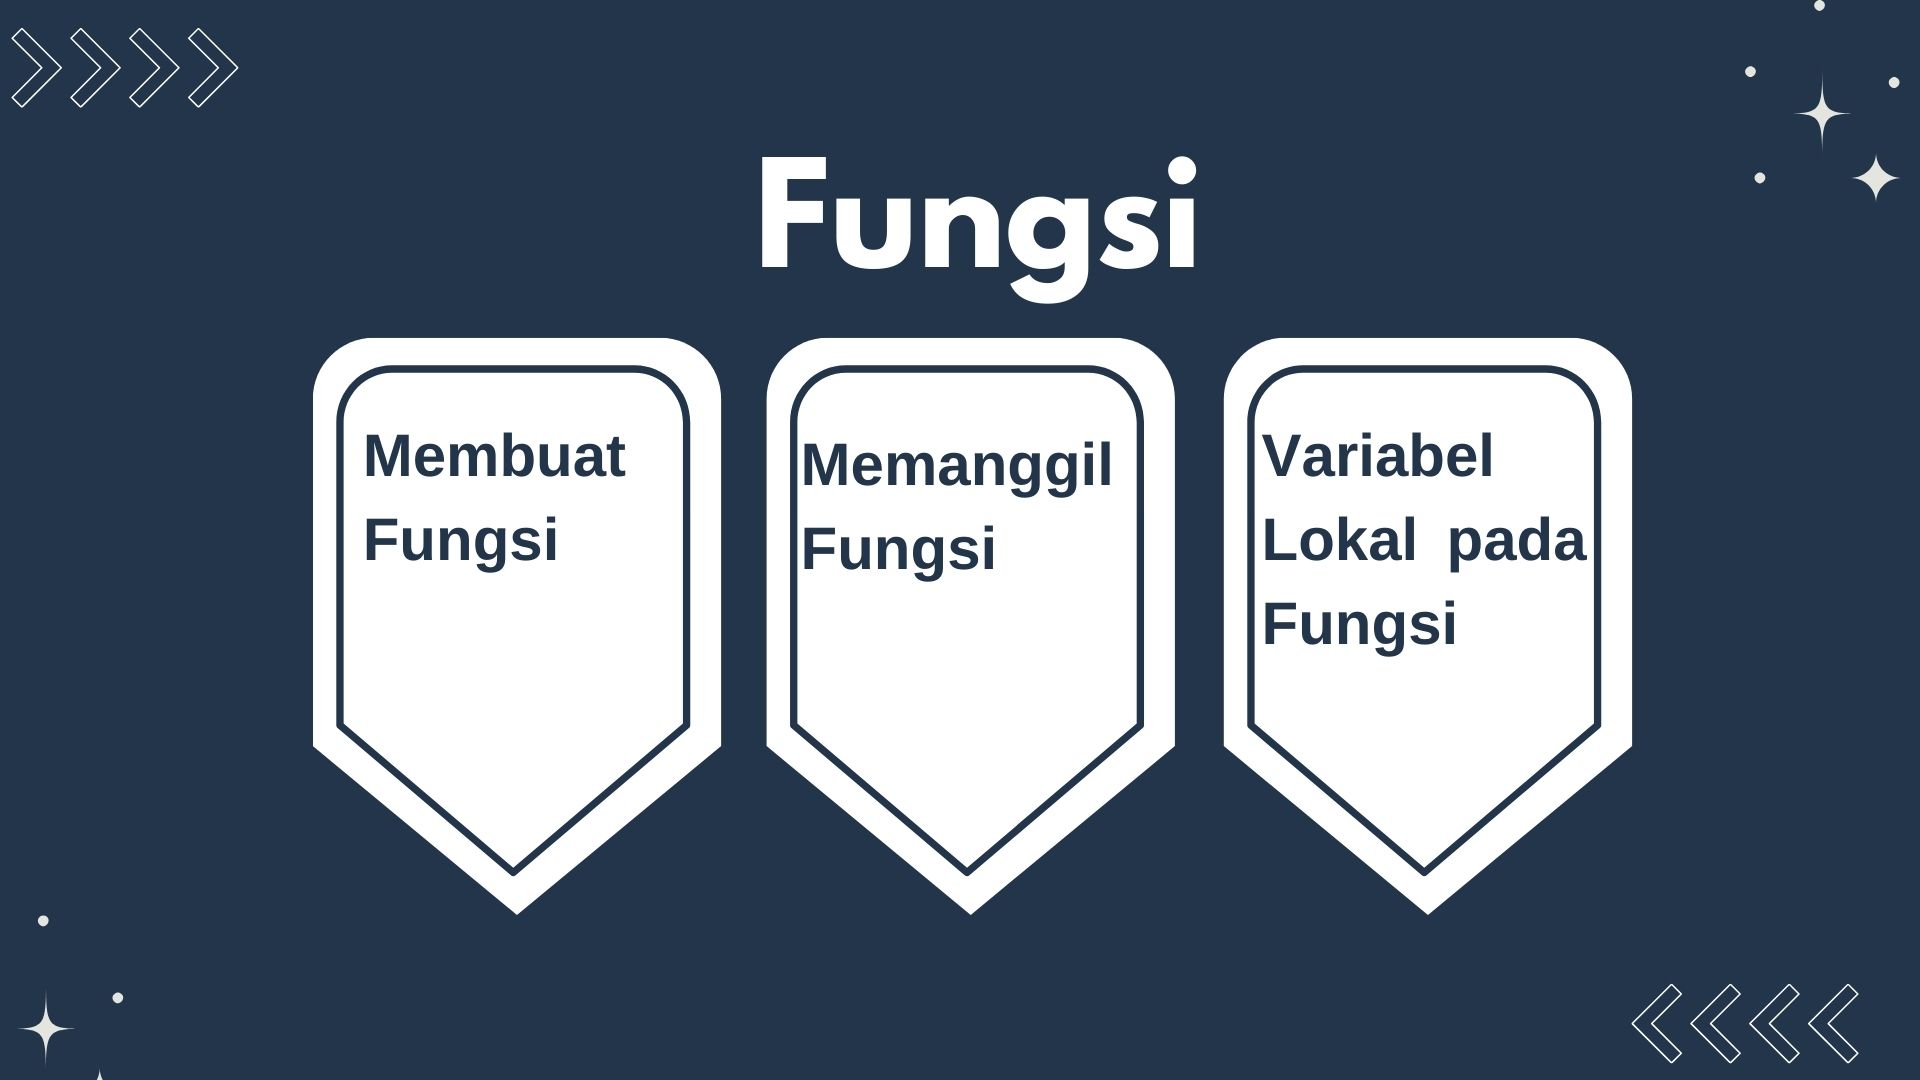 Fungsi
Membuat
Fungsi
Memanggil
Fungsi
Variabel
Lokal pada
Fungsi